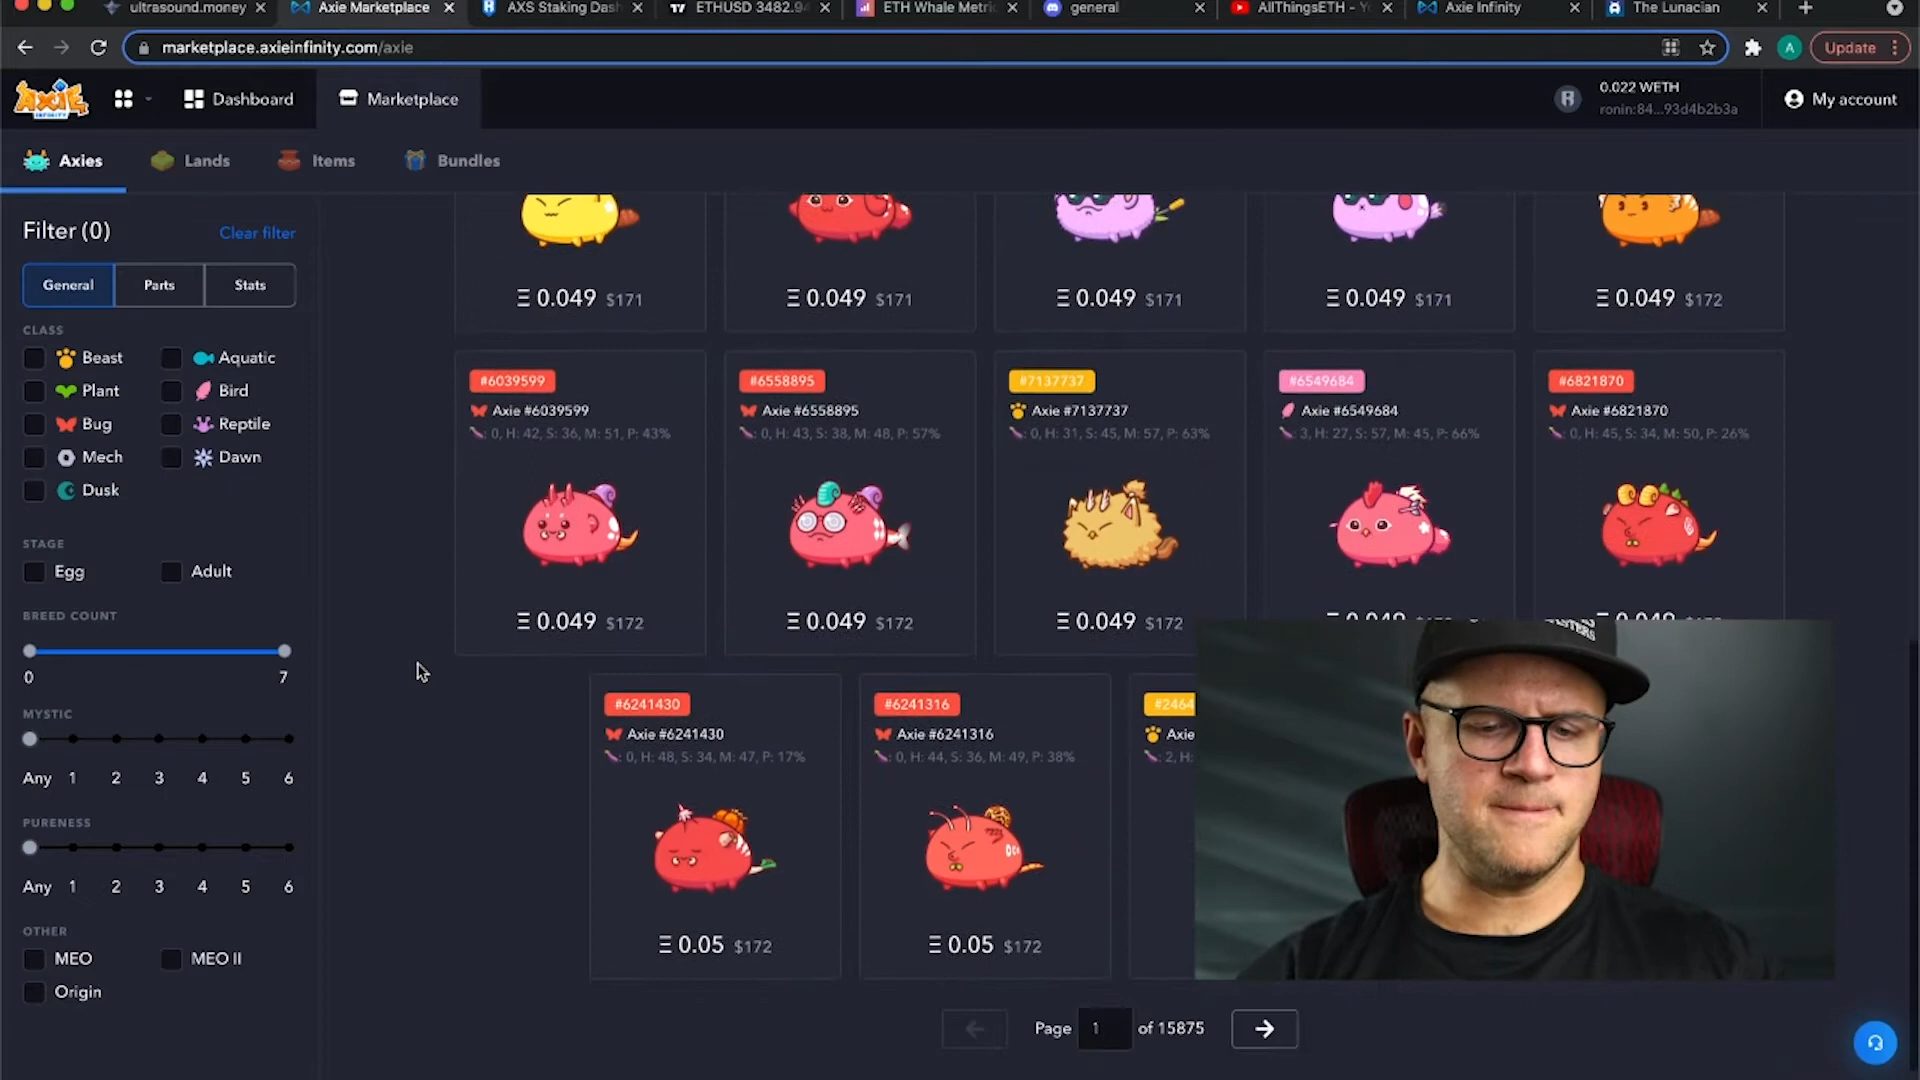 ultrasound.money
Axie Marketplace
AXS Staking Dash
ETHUSD 3482.94
ETH Whale Metric
general
AllThingsETH - Y
Axie Infinity
The Lunacian
marketplace.axieinfinity.com/axie
A
Update
AXIE
INFINITY
Dashboard
Marketplace
0.022 WETH
ronin:84...93d4b2b3a
My account
Axies
Lands
Items
Bundles
Filter (0)
Clear filter
General
Parts
Stats
CLASS
Beast
Aquatic
Plant
Bird
Bug
Reptile
Mech
Dawn
Dusk
STAGE
Egg
Adult
BREED COUNT
0
7
MYSTIC
Any 1 2 3 4 5 6
PURENESS
Any 1 2 3 4 5 6
OTHER
MEO
MEO II
Origin
Ξ 0.049 $171
Ξ 0.049 $171
Ξ 0.049 $171
Ξ 0.049 $171
Ξ 0.049 $172
#6039599
Axie #6039599
: 0, H: 42, S: 36, M: 51, P: 43%
Ξ 0.049 $172
#6558895
Axie #6558895
: 0, H: 43, S: 38, M: 48, P: 57%
Ξ 0.049 $172
#7137737
Axie #7137737
: 0, H: 31, S: 45, M: 57, P: 63%
Ξ 0.049 $172
#6549684
Axie #6549684
: 3, H: 27, S: 57, M: 45, P: 66%
#6821870
Axie #6821870
: 0, H: 45, S: 34, M: 50, P: 26%
#6241430
Axie #6241430
: 0, H: 48, S: 34, M: 47, P: 17%
Ξ 0.05 $172
#6241316
Axie #6241316
: 0, H: 44, S: 36, M: 49, P: 38%
Ξ 0.05 $172
#2464
Axie
: 2, H:
Page 1 of 15875